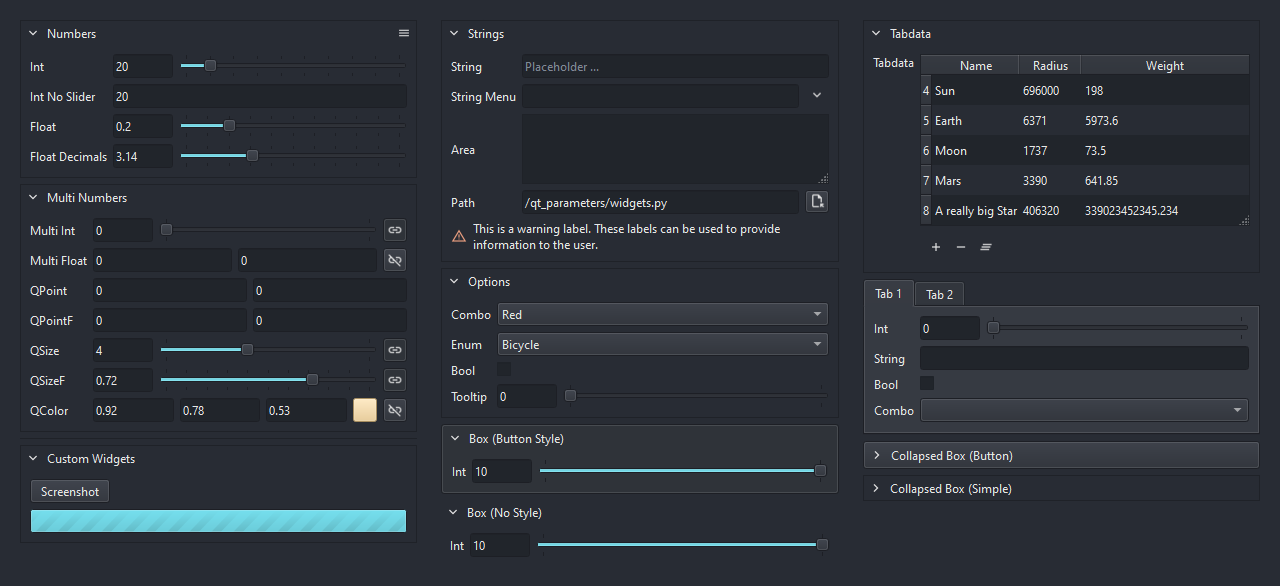 Numbers
Int 20
Int No Slider 20
Float 0.2
Float Decimals 3.14
Multi Numbers
Multi Int 0
Multi Float 0 0
QPoint 0 0
QPointF 0 0
QSize 4
QSizeF 0.72
QColor 0.92 0.78 0.53
Custom Widgets
Screenshot
Strings
String Placeholder ...
String Menu
Area
Path /qt_parameters/widgets.py
This is a warning label. These labels can be used to provide
information to the user.
Options
Combo Red
Enum Bicycle
Bool
Tooltip 0
Box (Button Style)
Int 10
Box (No Style)
Int 10
Tabdata
Tabdata Name Radius Weight
4 Sun 696000 198
5 Earth 6371 5973.6
6 Moon 1737 73.5
7 Mars 3390 641.85
8 A really big Star 406320 339023452345.234
Tab 1 Tab 2
Int 0
String
Bool
Combo
Collapsed Box (Button)
Collapsed Box (Simple)